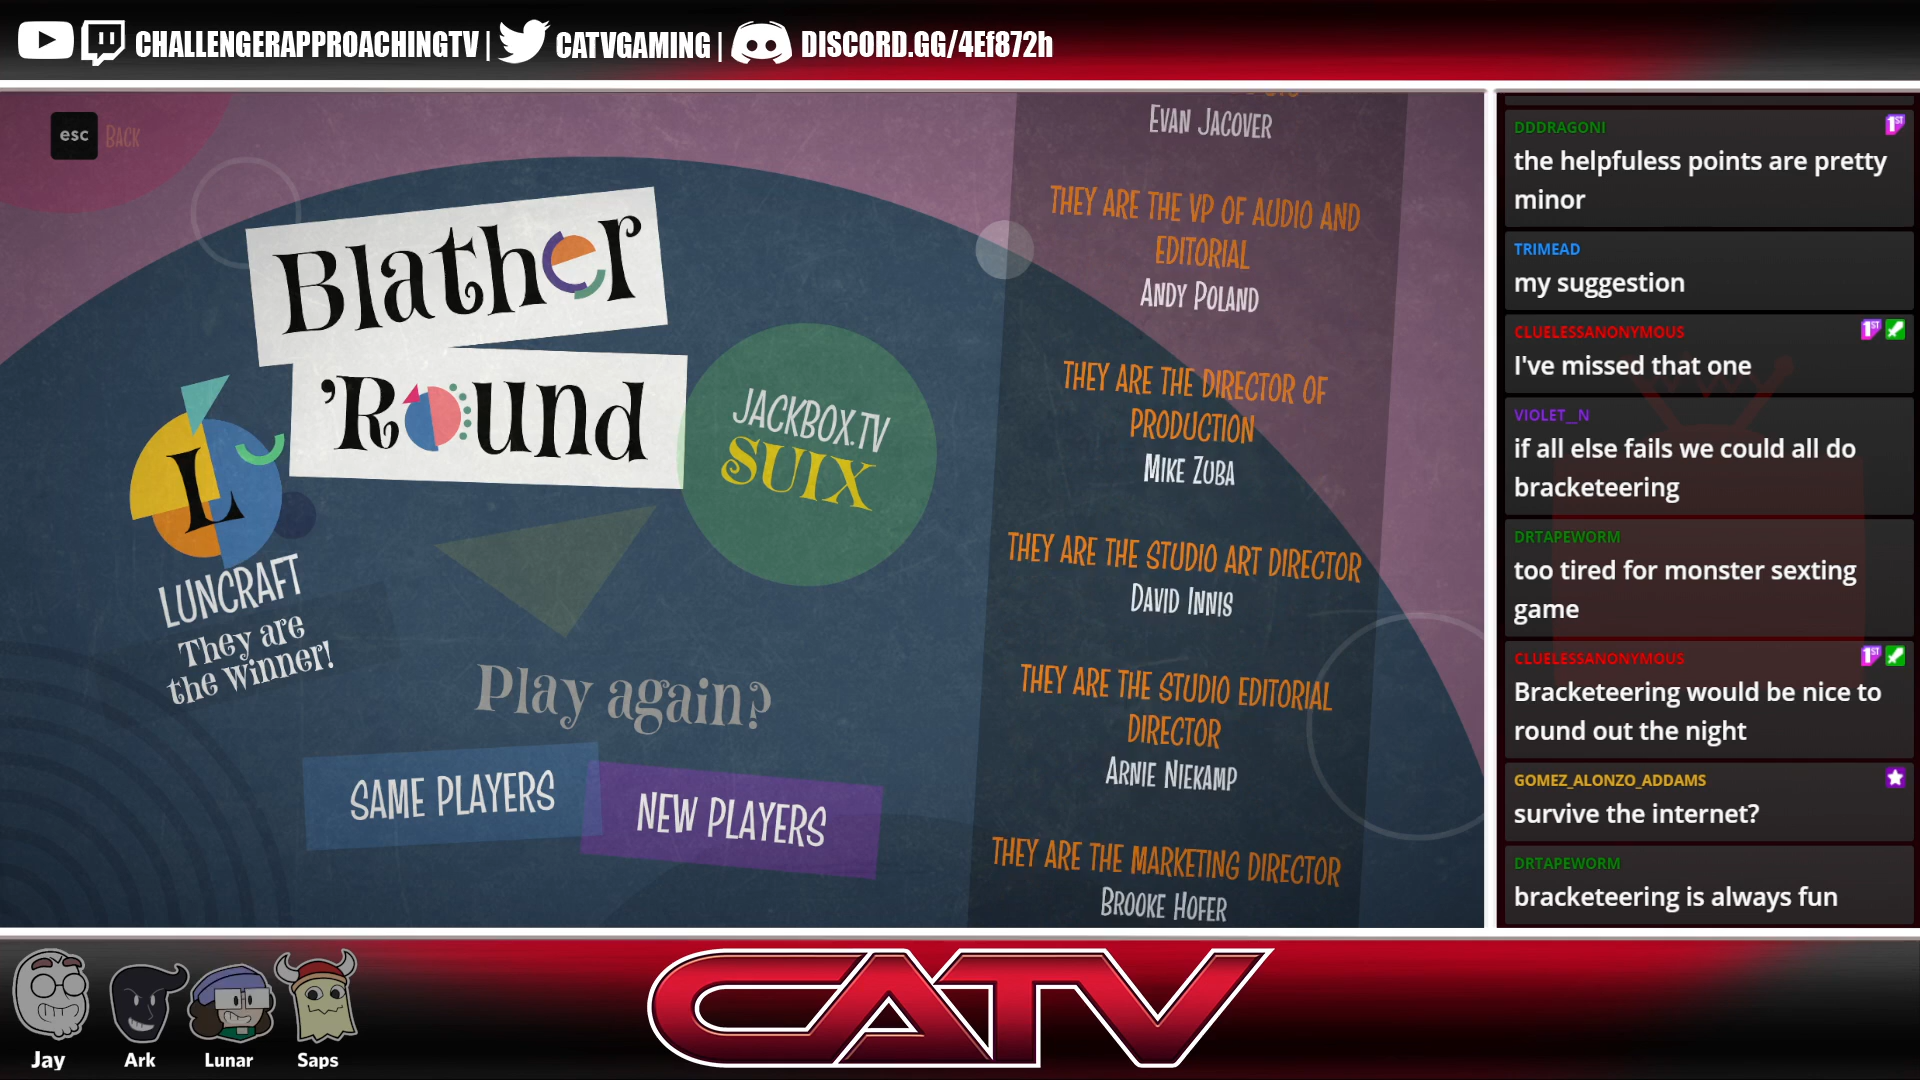 CHALLENGERAPPROACHINGTV | CATVGAMING | DISCORD.GG/4Ef872h
esc BACK
Blather
'Round
JACKBOX.TV
SUIX
L
LUNCRAFT
They are
the Winner!
Play again?
SAME PLAYERS
NEW PLAYERS
EVAN JACOVER
THEY ARE THE VP OF AUDIO AND
EDITORIAL
ANDY POLAND
THEY ARE THE DIRECTOR OF
PRODUCTION
MIKE ZUBA
THEY ARE THE STUDIO ART DIRECTOR
DAVID INNIS
THEY ARE THE STUDIO EDITORIAL
DIRECTOR
ARNIE NIEKAMP
THEY ARE THE MARKETING DIRECTOR
BROOKE HOFER
DDDRAGONI 1ST
the helpfuless points are pretty
minor
TRIMEAD
my suggestion
CLUELESSANONYMOUS 1ST
I've missed that one
VIOLET__N
if all else fails we could all do
bracketeering
DRTAPEWORM
too tired for monster sexting
game
CLUELESSANONYMOUS 1ST
Bracketeering would be nice to
round out the night
GOMEZ_ALONZO_ADDAMS
survive the internet?
DRTAPEWORM
bracketeering is always fun
Jay Ark Lunar Saps
CATV